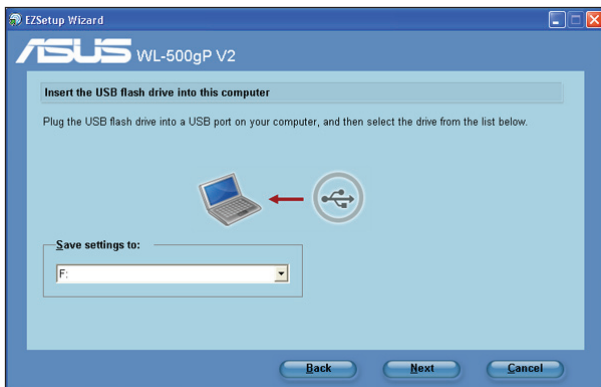 EZSetup Wizard
ASUS WL-500gP V2
Insert the USB flash drive into this computer
Plug the USB flash drive into a USB port on your computer, and then select the drive from the list below.
Save settings to:
F:
Back Next Cancel